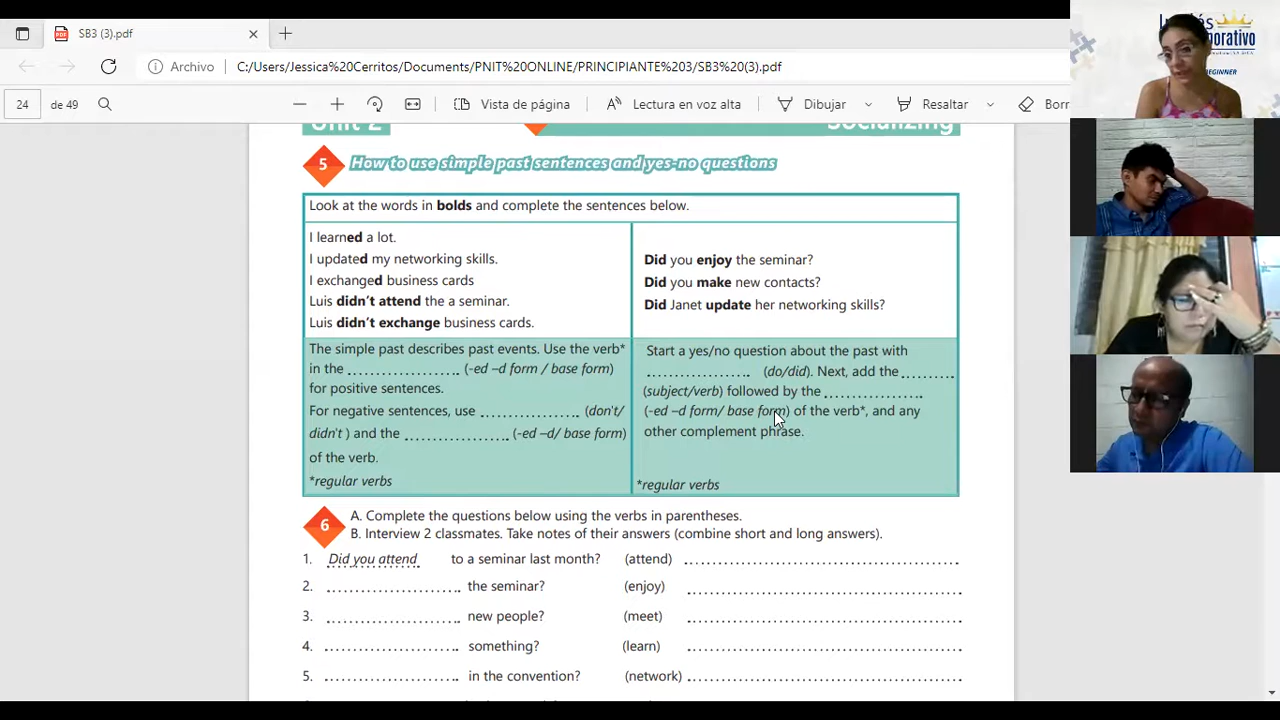 SB3 (3).pdf
Archivo
C:/Users/Jessica%20Cerritos/Documents/PNIT%20ONLINE/PRINCIPIANTE%203/SB3%20(3).pdf
24
de 49
Vista de página
Lectura en voz alta
Dibujar
Resaltar
Unit 2
Socializing
5
How to use simple past sentences and yes-no questions
Look at the words in bolds and complete the sentences below.
I learned a lot.
I updated my networking skills.
I exchanged business cards
Luis didn't attend the a seminar.
Luis didn't exchange business cards.
Did you enjoy the seminar?
Did you make new contacts?
Did Janet update her networking skills?
The simple past describes past events. Use the verb*
in the ........................ (-ed –d form / base form)
for positive sentences.
For negative sentences, use ..................... (don't/
didn't ) and the ...................... (-ed –d/ base form)
of the verb.
*regular verbs
Start a yes/no question about the past with
...................... (do/did). Next, add the ...........
(subject/verb) followed by the .....................
(-ed –d form/ base form) of the verb*, and any
other complement phrase.
*regular verbs
6
A. Complete the questions below using the verbs in parentheses.
B. Interview 2 classmates. Take notes of their answers (combine short and long answers).
1. Did you attend to a seminar last month? (attend) ............................................
2. ........................... the seminar? (enjoy) ............................................
3. ........................... new people? (meet) ............................................
4. ........................... something? (learn) ............................................
5. ........................... in the convention? (network) ............................................